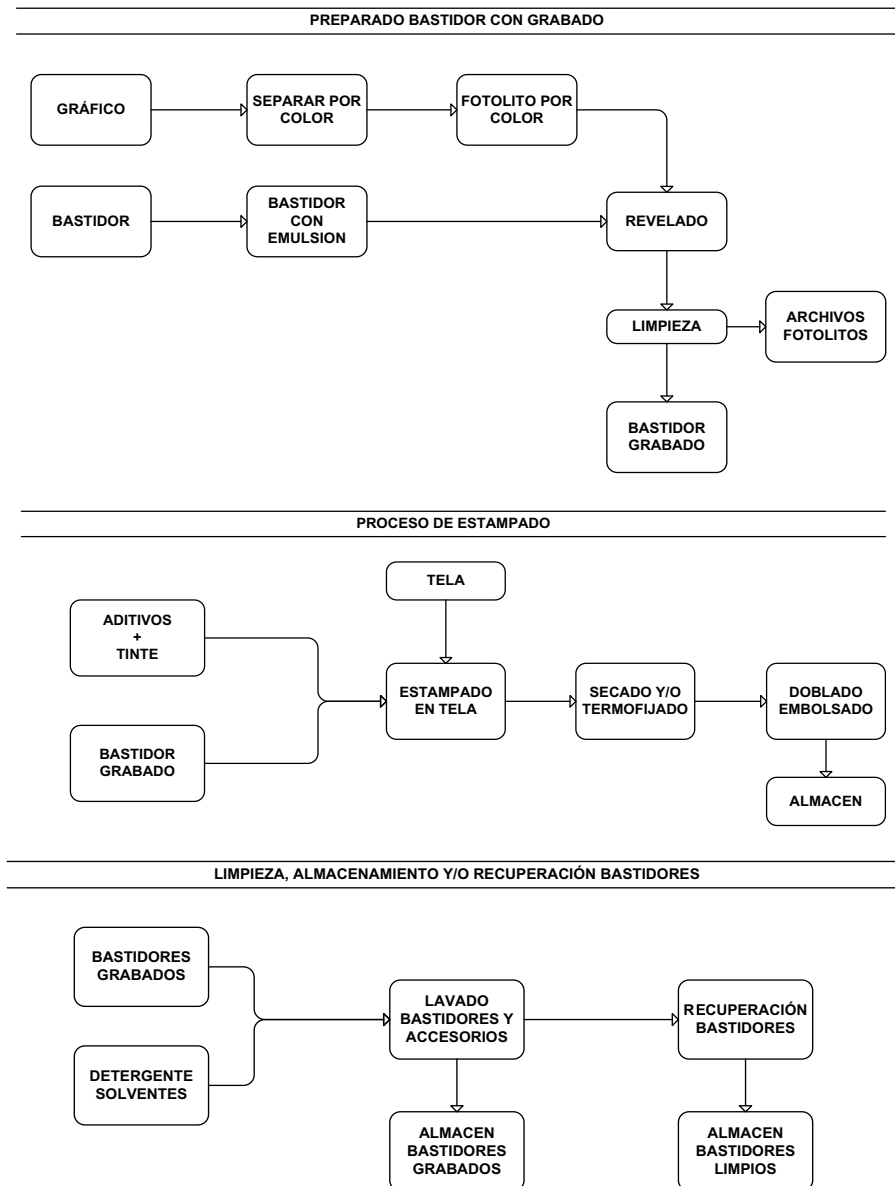 PREPARADO BASTIDOR CON GRABADO
GRÁFICO
SEPARAR POR
COLOR
FOTOLITO POR
COLOR
BASTIDOR
BASTIDOR
CON
EMULSION
REVELADO
LIMPIEZA
ARCHIVOS
FOTOLITOS
BASTIDOR
GRABADO
PROCESO DE ESTAMPADO
TELA
ADITIVOS
+
TINTE
ESTAMPADO
EN TELA
SECADO Y/O
TERMOFIJADO
DOBLADO
EMBOLSADO
BASTIDOR
GRABADO
ALMACEN
LIMPIEZA, ALMACENAMIENTO Y/O RECUPERACIÓN BASTIDORES
BASTIDORES
GRABADOS
LAVADO
BASTIDORES Y
ACCESORIOS
RECUPERACIÓN
BASTIDORES
DETERGENTE
SOLVENTES
ALMACEN
BASTIDORES
GRABADOS
ALMACEN
BASTIDORES
LIMPIOS